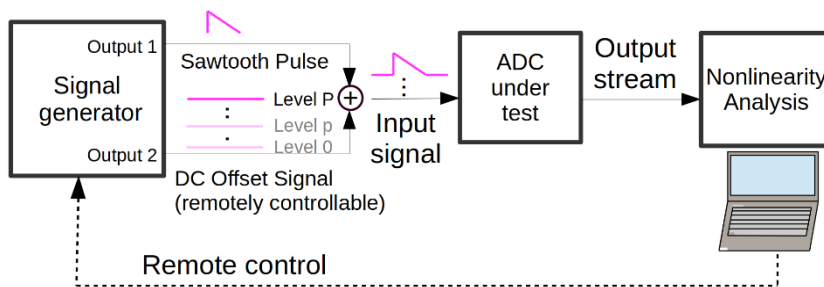 Output 1
Signal
generator
Output 2
Sawtooth Pulse
Level P
Level p
Level 0
DC Offset Signal
(remotely controllable)
Input
signal
ADC
under
test
Output
stream
Nonlinearity
Analysis
Remote control